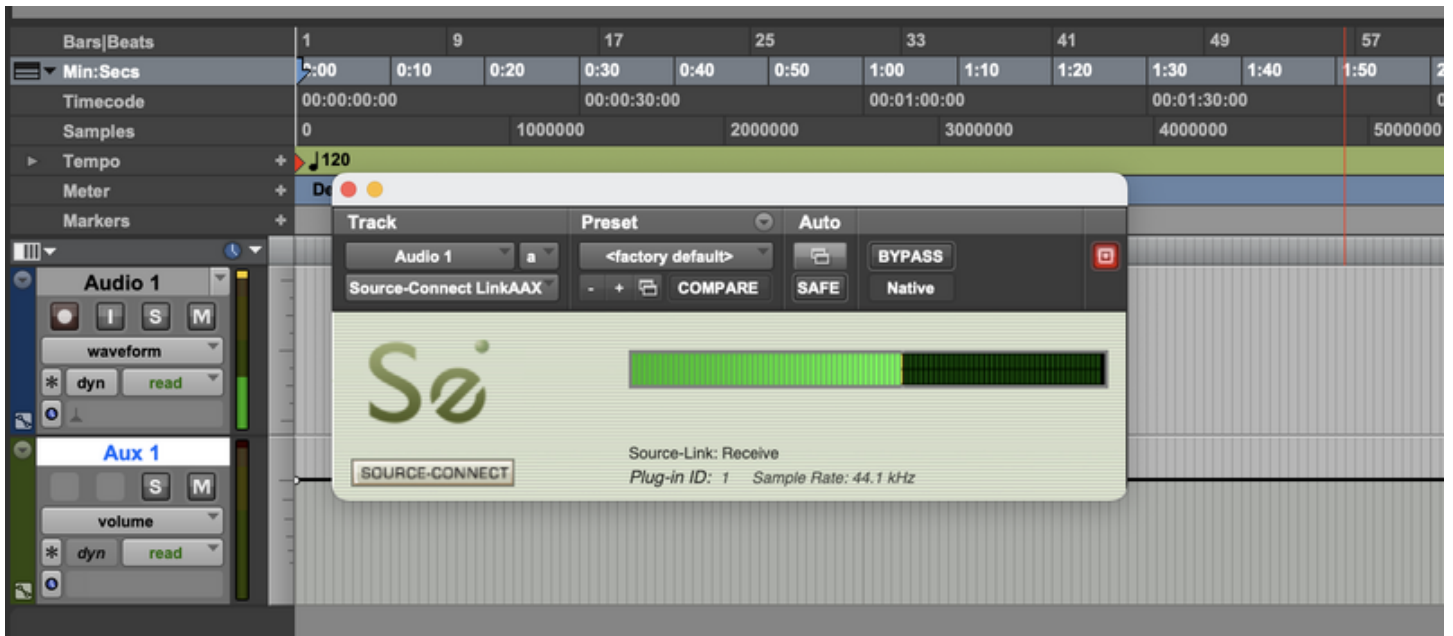 Bars|Beats 1 9 17 25 33 41 49 57
Min:Secs 0:00 0:10 0:20 0:30 0:40 0:50 1:00 1:10 1:20 1:30 1:40 1:50 2
Timecode 00:00:00:00 00:00:30:00 00:01:00:00 00:01:30:00 0
Samples 0 1000000 2000000 3000000 4000000 5000000
Tempo + 120
Meter + De
Markers +
Track Preset Auto
Audio 1 a <factory default> BYPASS
Source-Connect LinkAAX - + COMPARE SAFE Native
Audio 1
I S M
waveform
* dyn read
Se
SOURCE-CONNECT
Source-Link: Receive
Plug-in ID: 1 Sample Rate: 44.1 kHz
Aux 1
S M
volume
* dyn read